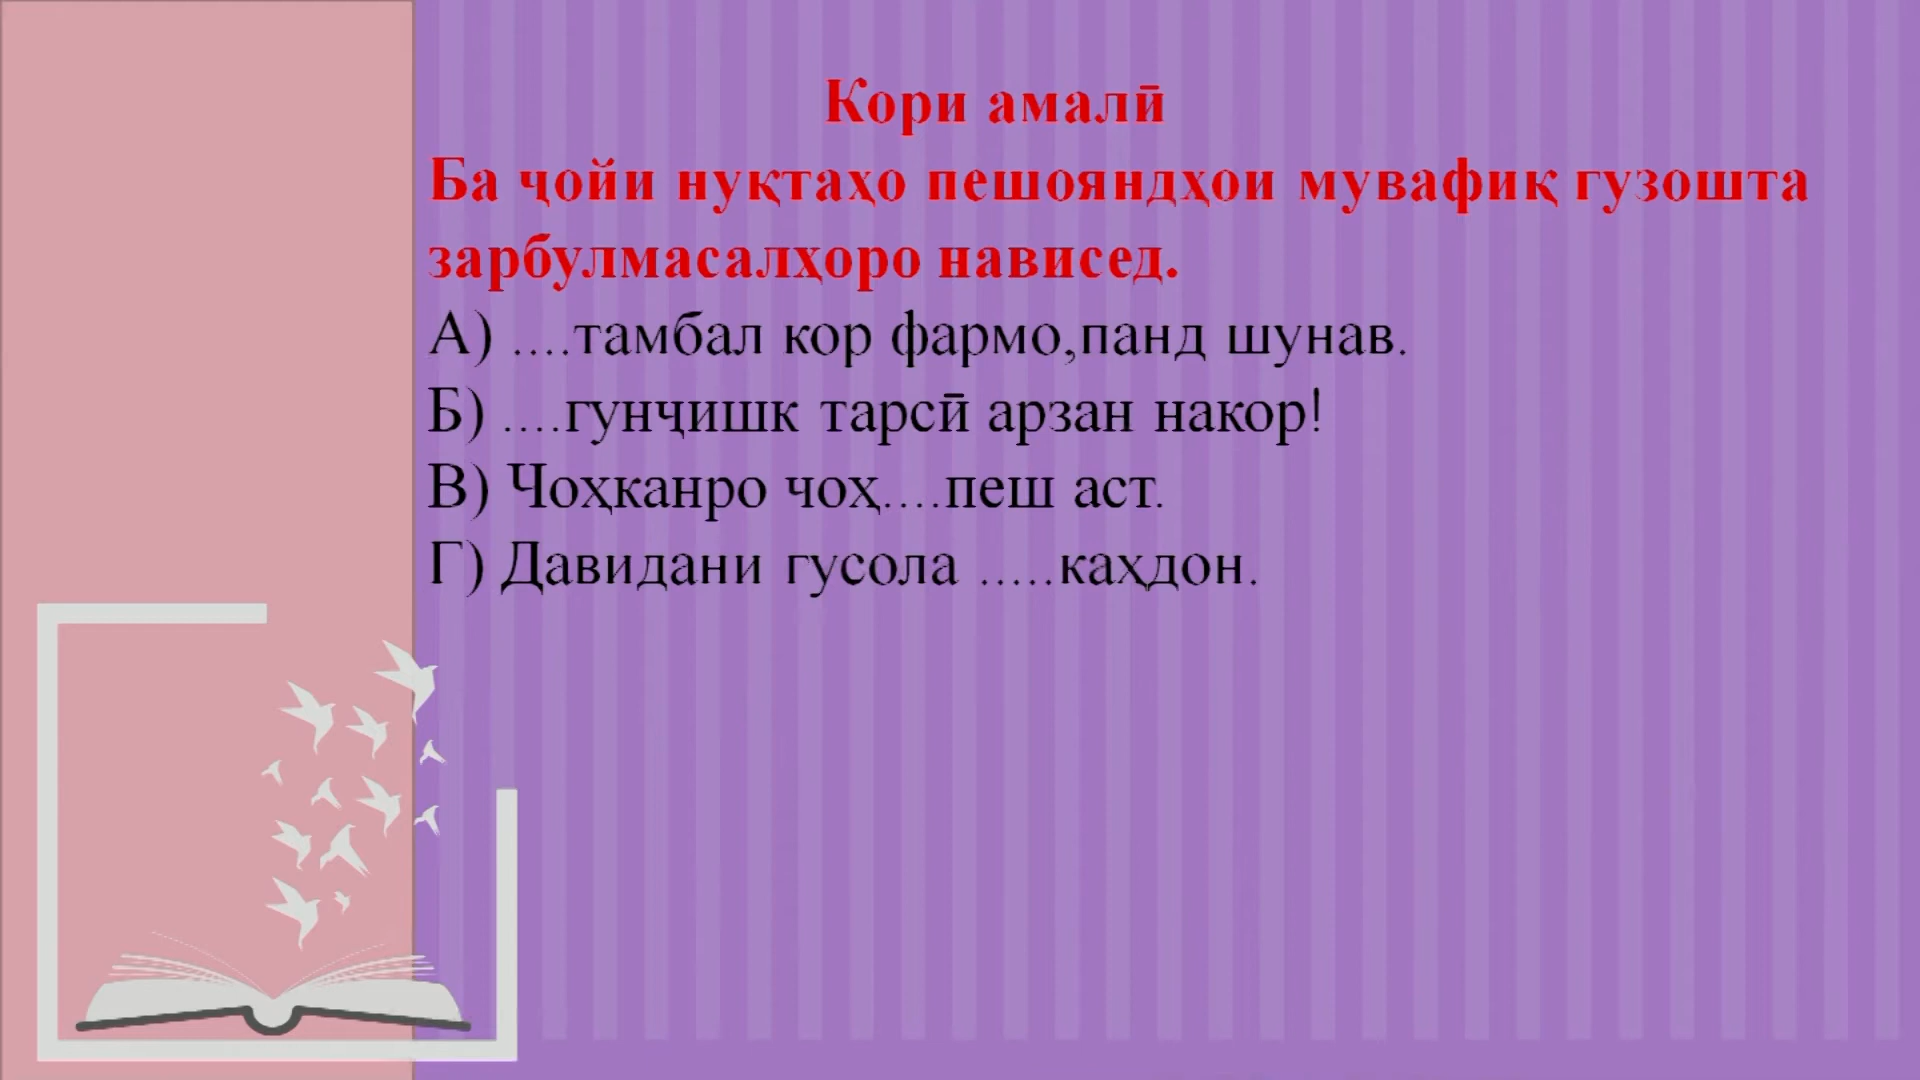 Кори амалӣ
Ба ҷойи нуқтаҳо пешояндҳои мувафиқ гузошта
зарбулмасалҳоро нависед.
А) ....тамбал кор фармо,панд шунав.
Б) ....гунҷишк тарсӣ арзан накор!
В) Чоҳканро чоҳ....пеш аст.
Г) Давидани гусола .....каҳдон.